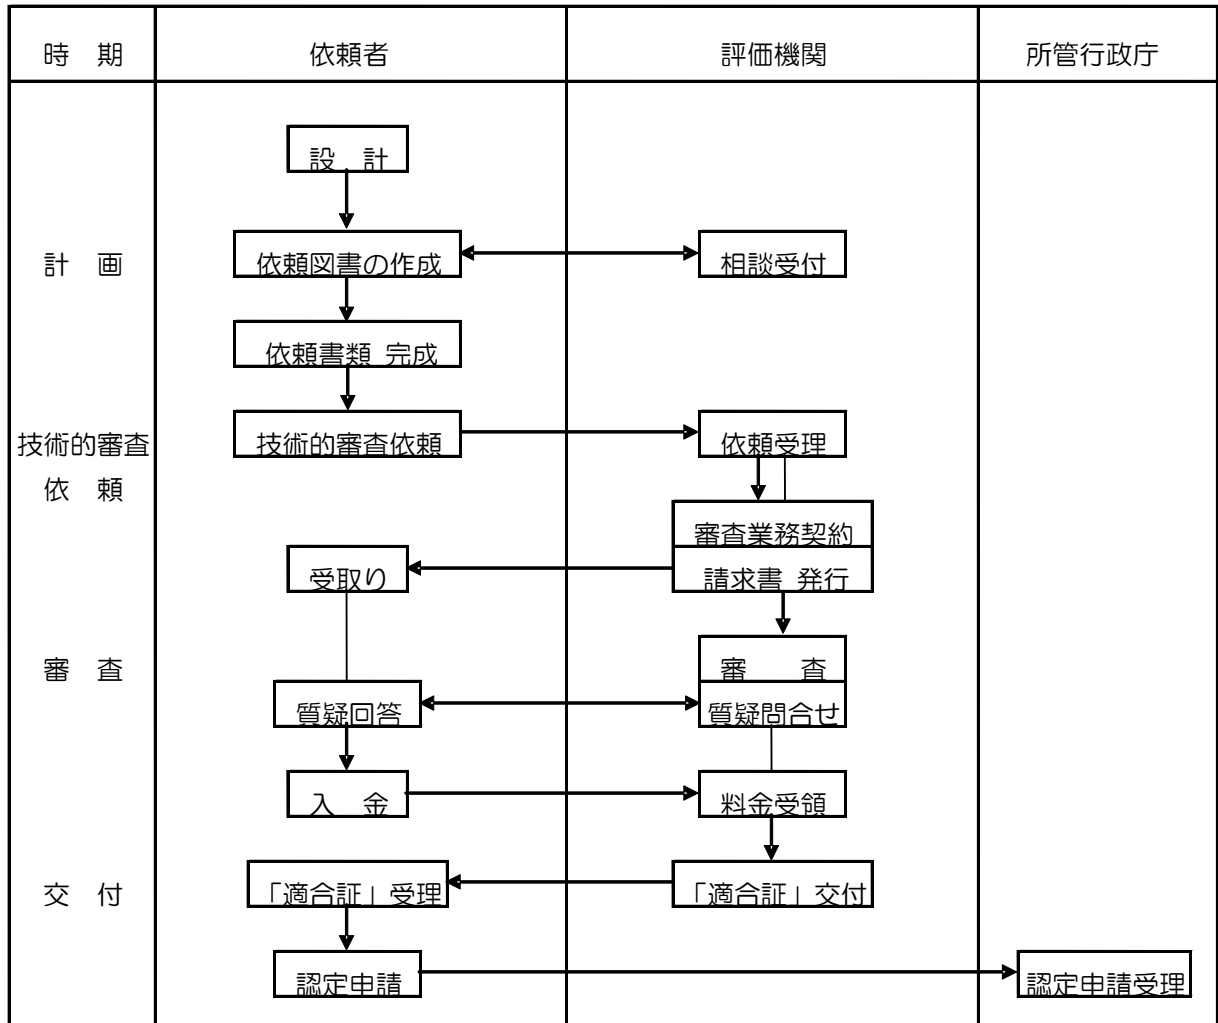 時　期
依頼者
評価機関
所管行政庁
設　計
計　画
依頼図書の作成
相談受付
依頼書類 完成
技術的審査
依　頼
技術的審査依頼
依頼受理
審査業務契約
受取り
請求書 発行
審　査
審　　査
質疑回答
質疑問合せ
入　金
料金受領
交　付
「適合証」受理
「適合証」交付
認定申請
認定申請受理